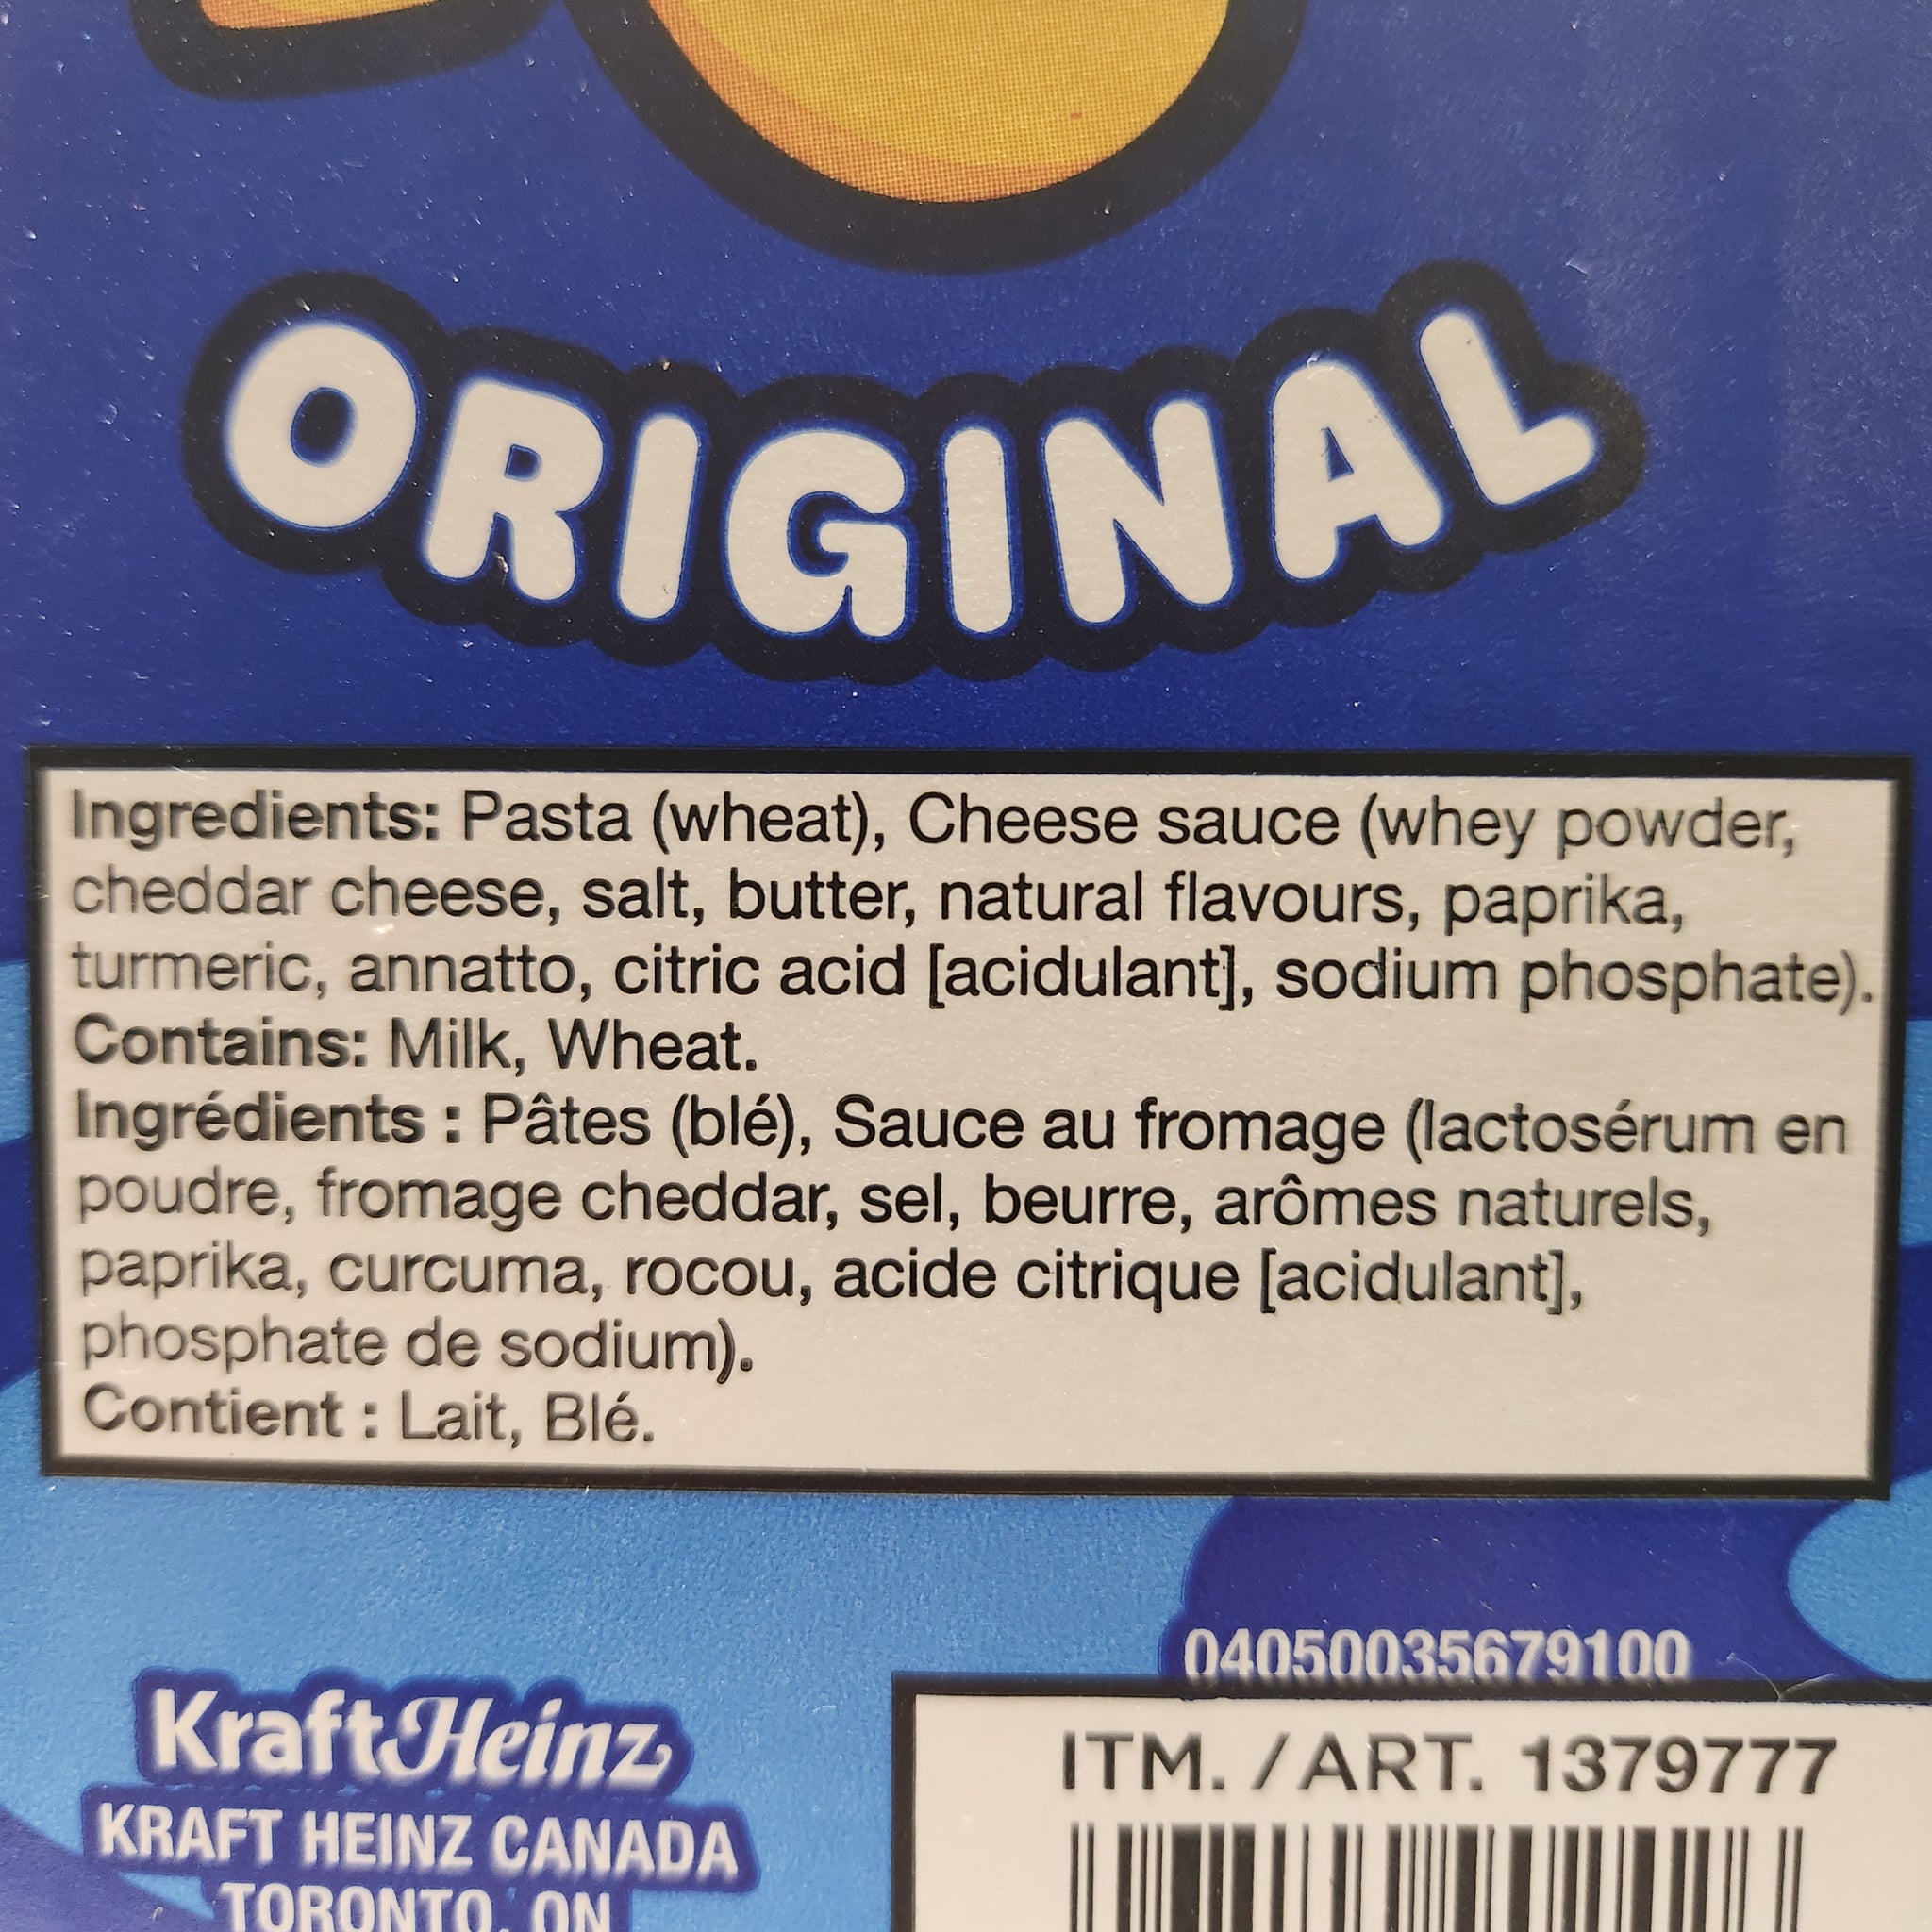 ORIGINAL
Ingredients: Pasta (wheat), Cheese sauce (whey powder,
cheddar cheese, salt, butter, natural flavours, paprika,
turmeric, annatto, citric acid [acidulant], sodium phosphate).
Contains: Milk, Wheat.
Ingrédients : Pâtes (blé), Sauce au fromage (lactosérum en
poudre, fromage cheddar, sel, beurre, arômes naturels,
paprika, curcuma, rocou, acide citrique [acidulant],
phosphate de sodium).
Contient : Lait, Blé.
04050035679100
KraftHeinz
KRAFT HEINZ CANADA
TORONTO, ON
ITM. / ART. 1379777